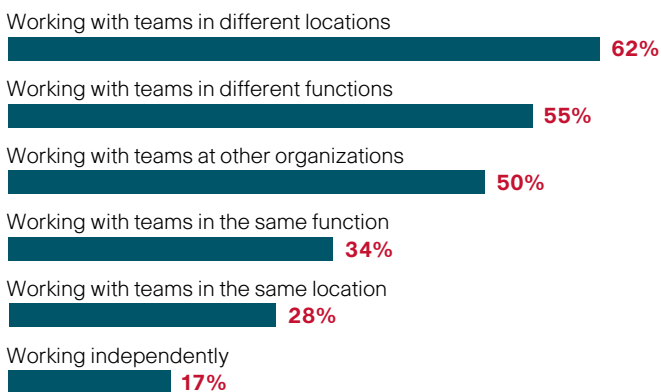 Working with teams in different locations
62%
Working with teams in different functions
55%
Working with teams at other organizations
50%
Working with teams in the same function
34%
Working with teams in the same location
28%
Working independently
17%